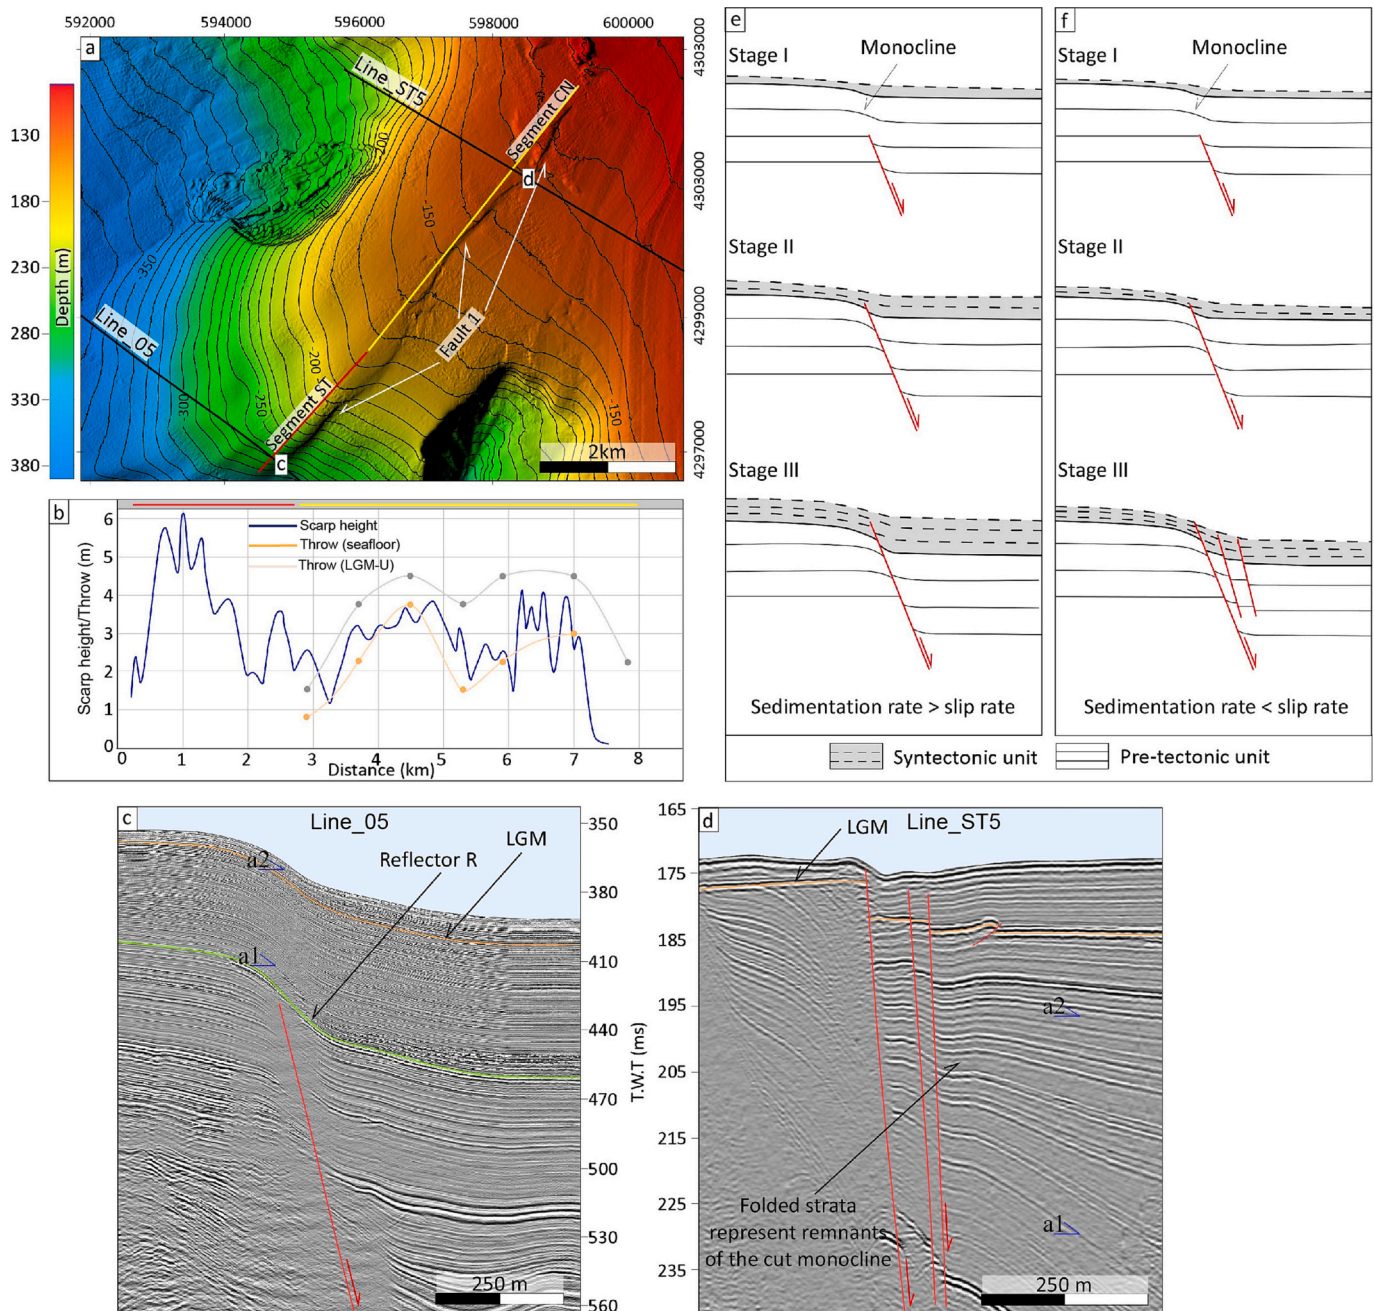 592000
594000
596000
598000
600000
a
Line_ST5
Segment CN
d
Fault 1
Line_05
Segment ST
c
2km
-200
-250
-150
-350
-200
-250
-300
-150
4303000
4303000
4299000
4297000
130
180
230
280
330
380
Depth (m)
b
Scarp height
Throw (seafloor)
Throw (LGM-U)
Scarp height/Throw (m)
6
5
4
3
2
1
0
0
1
2
3
4
5
6
7
8
Distance (km)
e
Stage I
Monocline
Stage II
Stage III
Sedimentation rate > slip rate
f
Stage I
Monocline
Stage II
Stage III
Sedimentation rate < slip rate
Syntectonic unit
Pre-tectonic unit
c
Line_05
LGM
Reflector R
a2
a1
250 m
350
380
410
440
470
500
530
560
T.W.T (ms)
165
175
185
195
205
215
225
235
d
LGM
Line_ST5
a2
a1
Folded strata
represent remnants
of the cut monocline
250 m